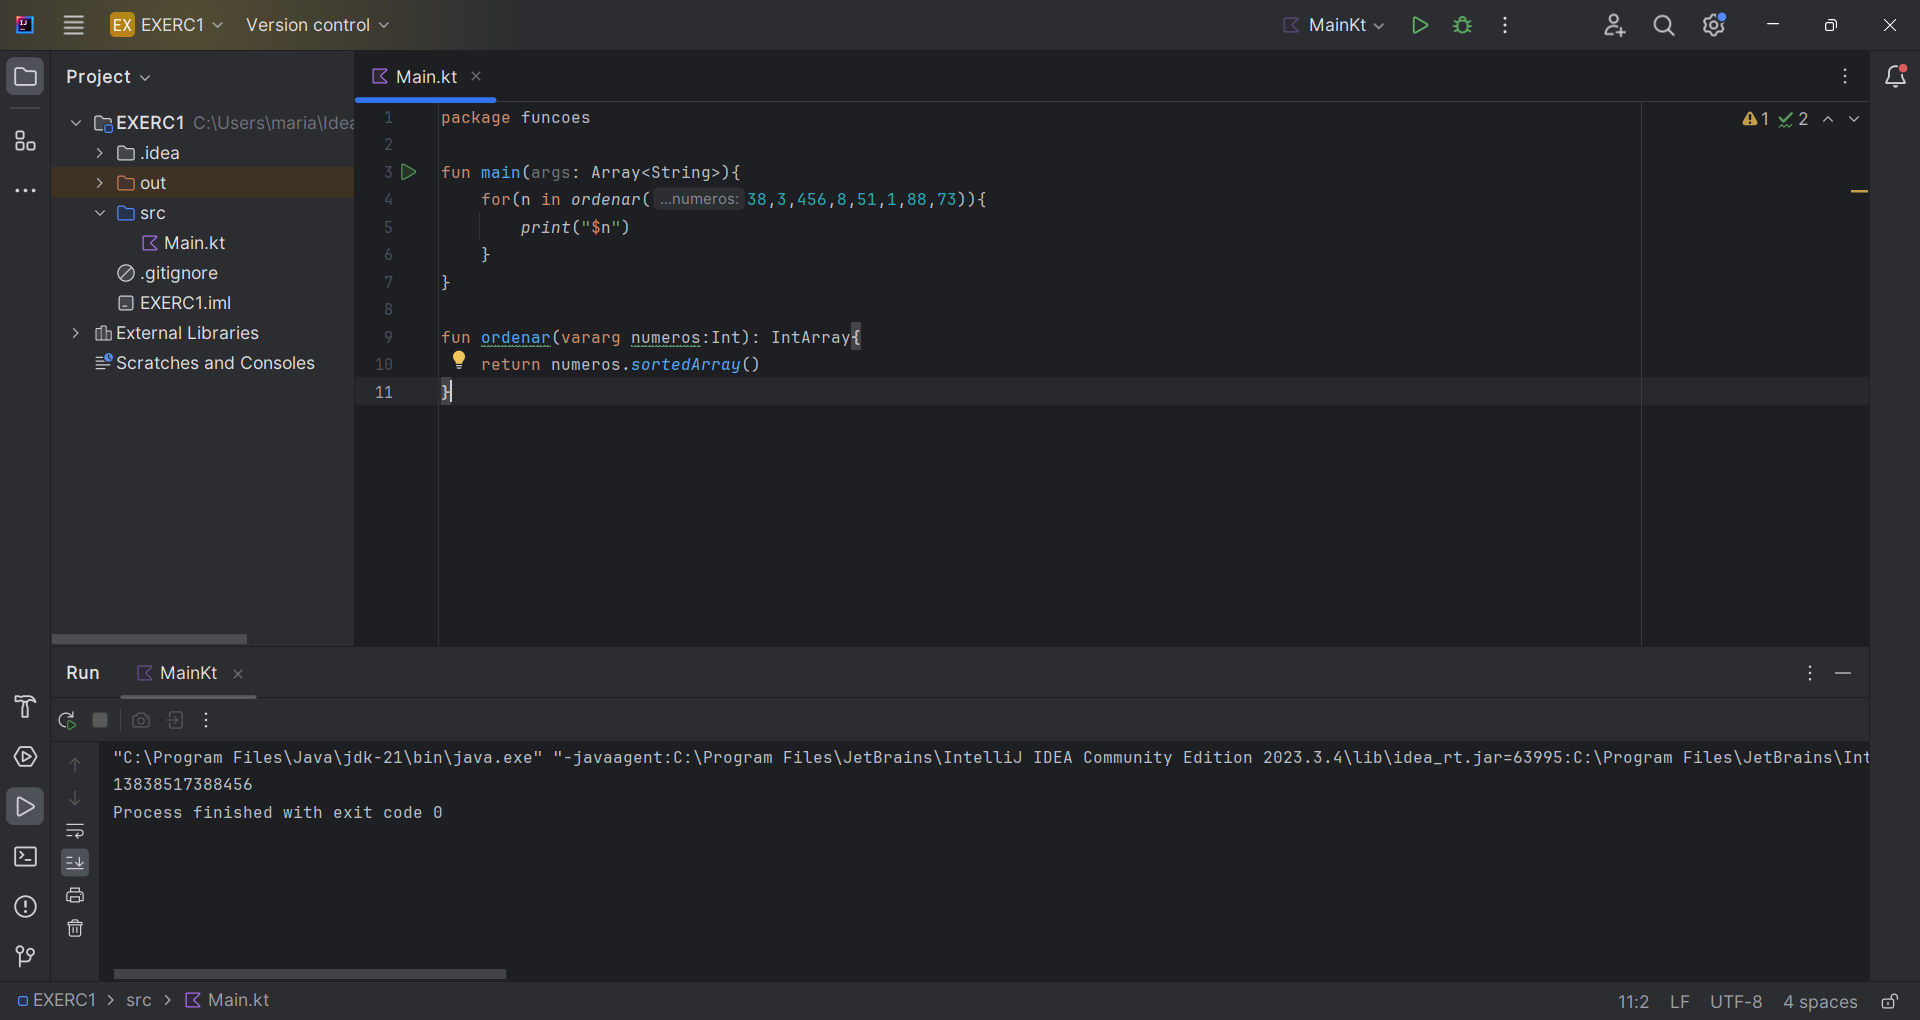 EX EXERC1 Version control MainKt
Project
Main.kt
EXERC1 C:\Users\maria\Idea
.idea
out
src
Main.kt
.gitignore
EXERC1.iml
External Libraries
Scratches and Consoles
1 package funcoes
2
3 fun main(args: Array<String>){
4 for(n in ordenar( ...numeros: 38,3,456,8,51,1,88,73)){
5 print("$n")
6 }
7 }
8
9 fun ordenar(vararg numeros:Int): IntArray{
10 return numeros.sortedArray()
11 }
1 2
Run MainKt
"C:\Program Files\Java\jdk-21\bin\java.exe" "-javaagent:C:\Program Files\JetBrains\IntelliJ IDEA Community Edition 2023.3.4\lib\idea_rt.jar=63995:C:\Program Files\JetBrains\Int
13838517388456
Process finished with exit code 0
EXERC1 > src > Main.kt
11:2 LF UTF-8 4 spaces